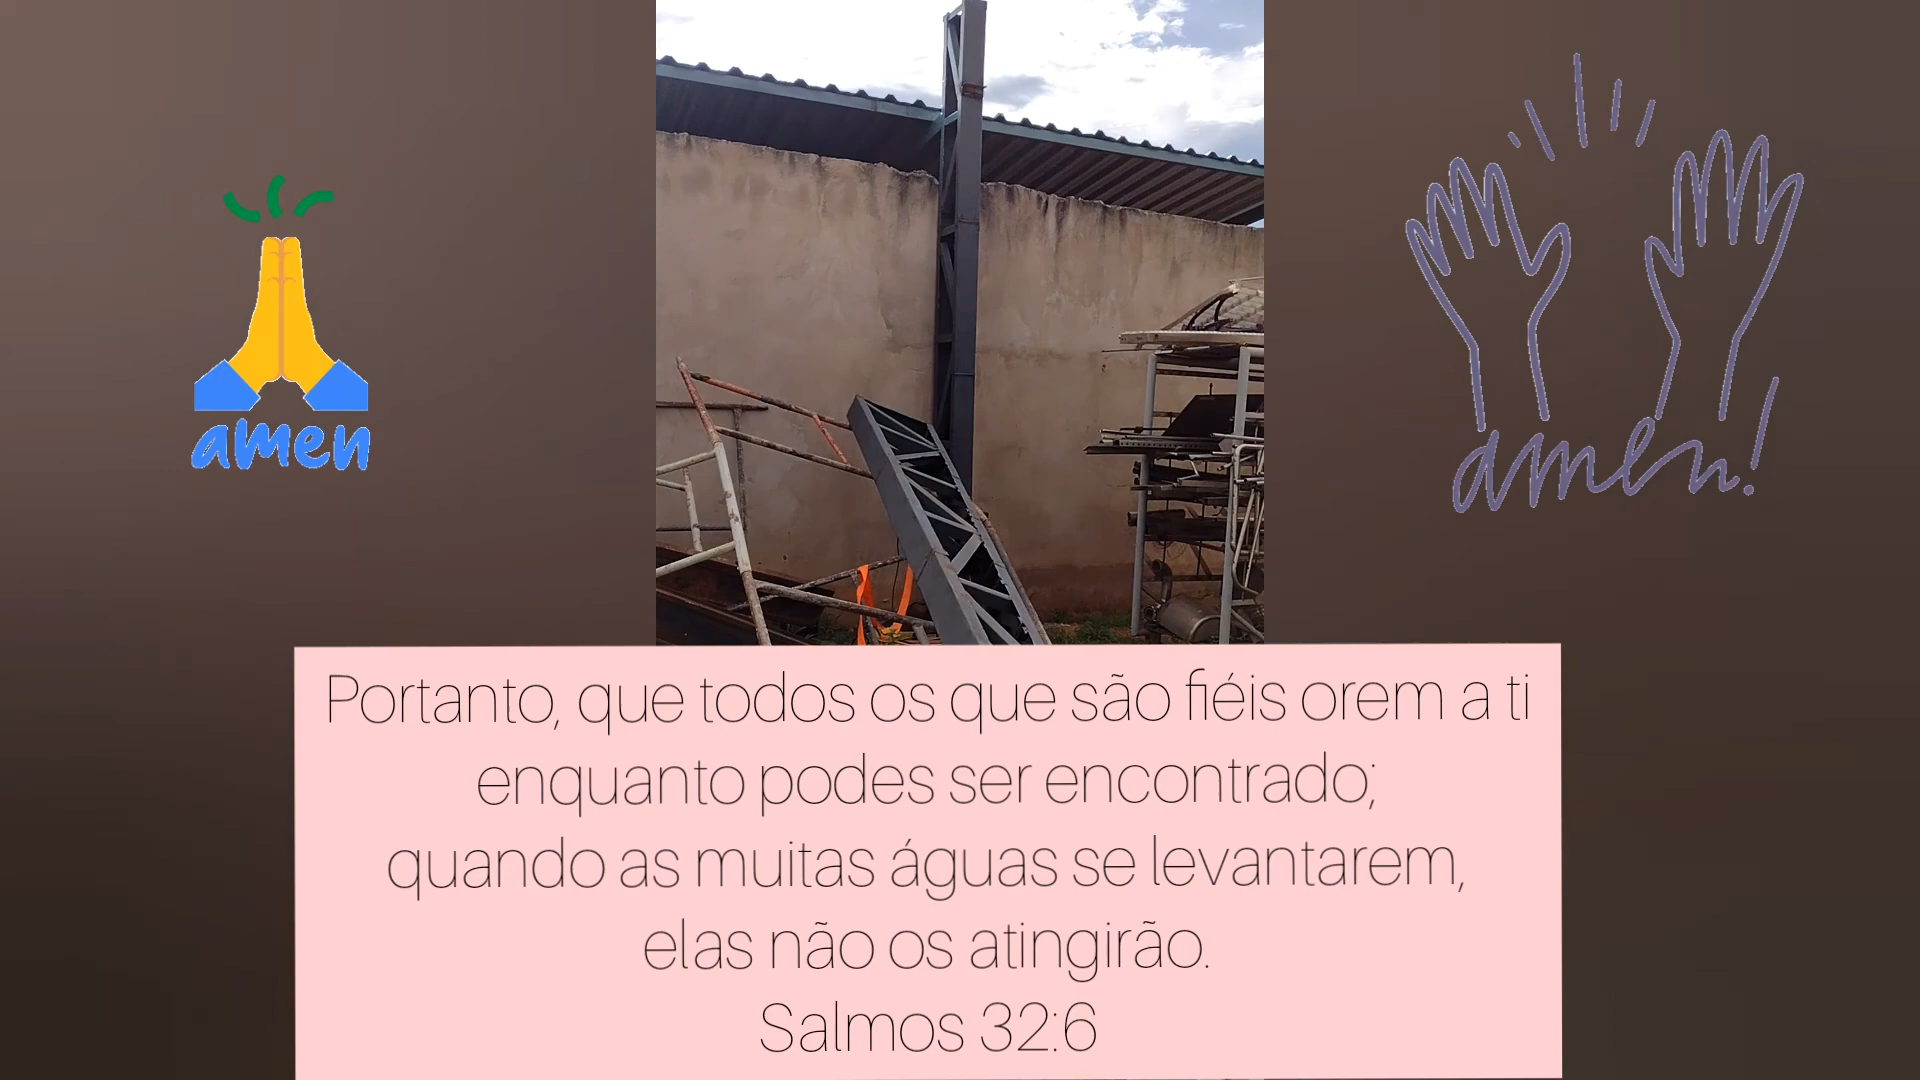 amen
amen!
Portanto, que todos os que são fiéis orem a ti
enquanto podes ser encontrado;
quando as muitas águas se levantarem,
elas não os atingirão.
Salmos 32:6